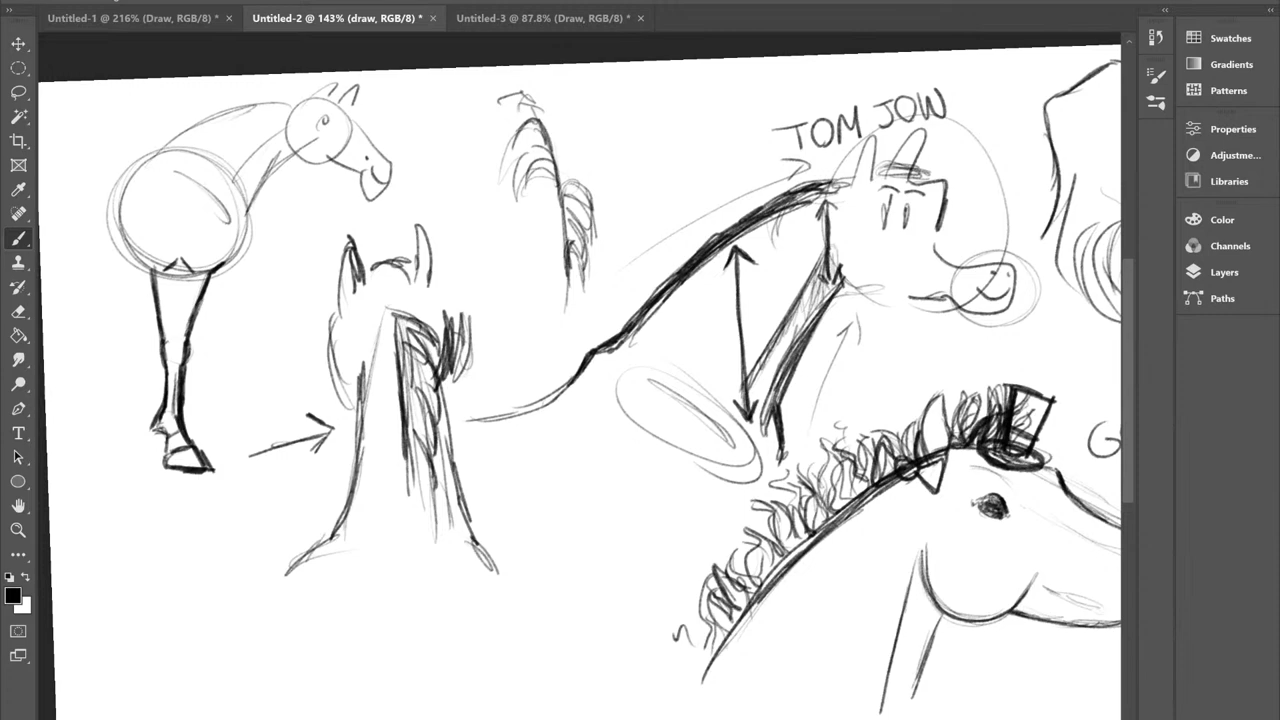 Untitled-1 @ 216% (Draw, RGB/8) *
Untitled-2 @ 143% (draw, RGB/8) *
Untitled-3 @ 87.8% (Draw, RGB/8) *
Swatches
Gradients
Patterns
Properties
Adjustme...
Libraries
Color
Channels
Layers
Paths
TOM JOW